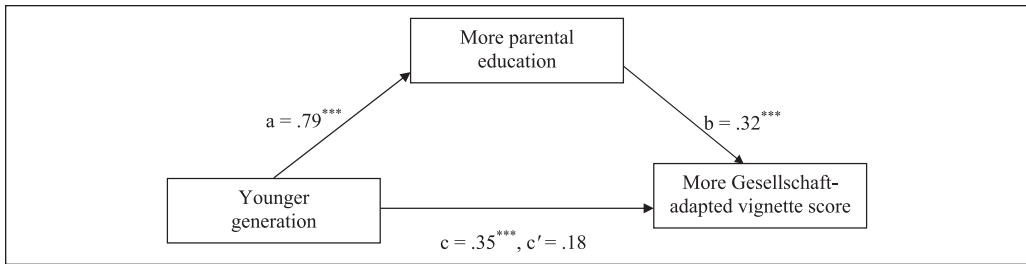 More parental
education
a = .79***
b = .32***
Younger
generation
More Gesellschaft-
adapted vignette score
c = .35***, c′ = .18